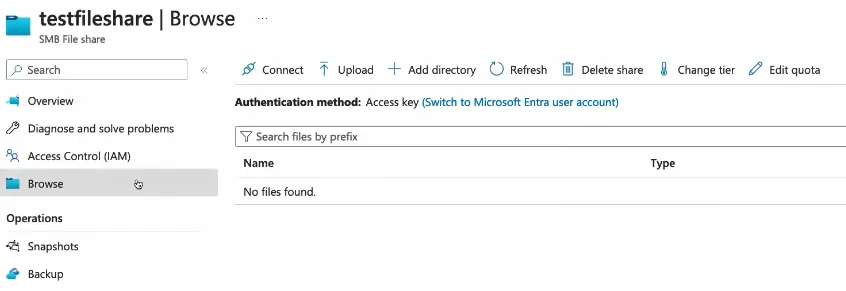 testfileshare | Browse ...
SMB File share
Search
«
Connect Upload Add directory Refresh Delete share Change tier Edit quota
Overview
Authentication method: Access key (Switch to Microsoft Entra user account)
Diagnose and solve problems
Search files by prefix
Access Control (IAM)
Name Type
Browse
No files found.
Operations
Snapshots
Backup